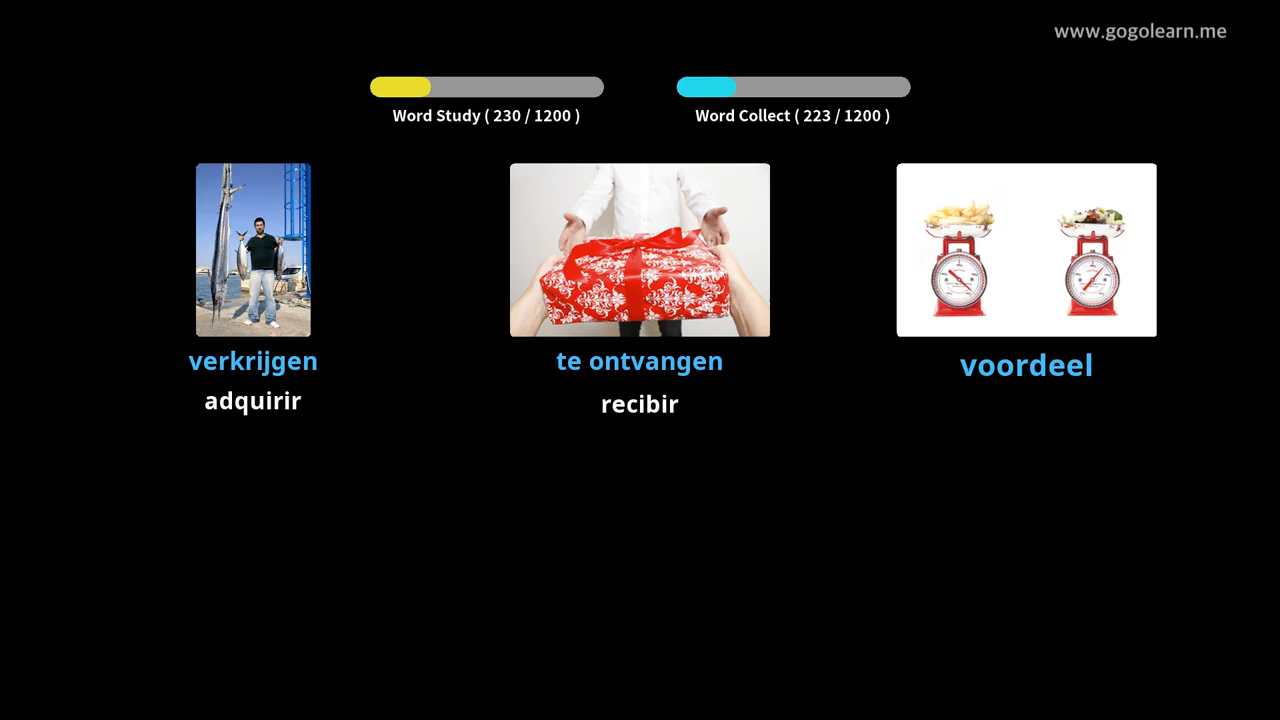 www.gogolearn.me
Word Study ( 230 / 1200 )
Word Collect ( 223 / 1200 )
verkrijgen
adquirir
te ontvangen
recibir
voordeel